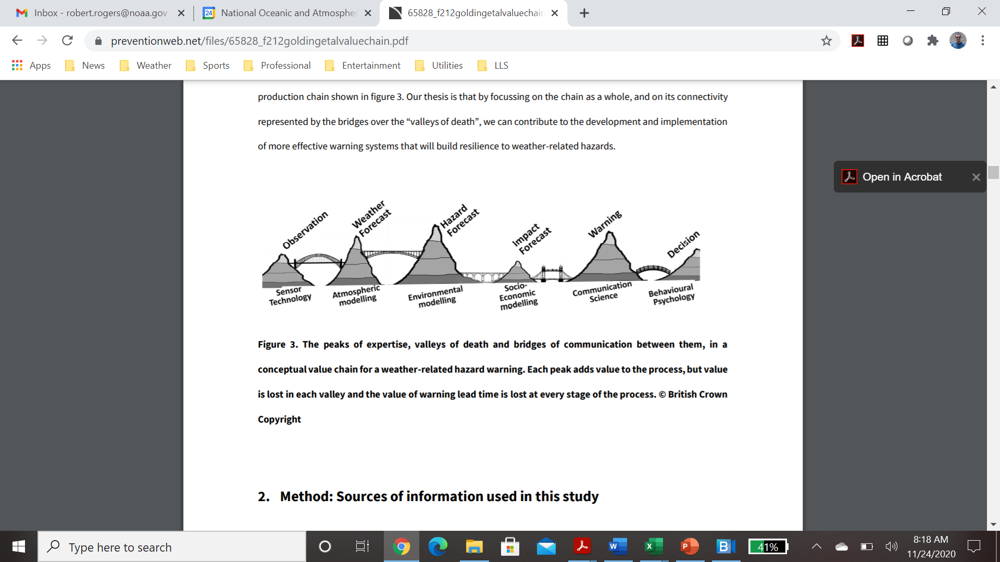 Inbox - robert.rogers@noaa.gov
National Oceanic and Atmospher
65828_f212goldingetalvaluechain
preventionweb.net/files/65828_f212goldingetalvaluechain.pdf
Apps News Weather Sports Professional Entertainment Utilities LLS
production chain shown in figure 3. Our thesis is that by focussing on the chain as a whole, and on its connectivity
represented by the bridges over the “valleys of death”, we can contribute to the development and implementation
of more effective warning systems that will build resilience to weather-related hazards.
Open in Acrobat
Observation
Weather
Forecast
Hazard
Forecast
Impact
Forecast
Warning
Decision
Sensor
Technology
Atmospheric
modelling
Environmental
modelling
Socio-
Economic
modelling
Communication
Science
Behavioural
Psychology
Figure 3. The peaks of expertise, valleys of death and bridges of communication between them, in a
conceptual value chain for a weather-related hazard warning. Each peak adds value to the process, but value
is lost in each valley and the value of warning lead time is lost at every stage of the process. © British Crown
Copyright
2. Method: Sources of information used in this study
Type here to search
41%
8:18 AM
11/24/2020